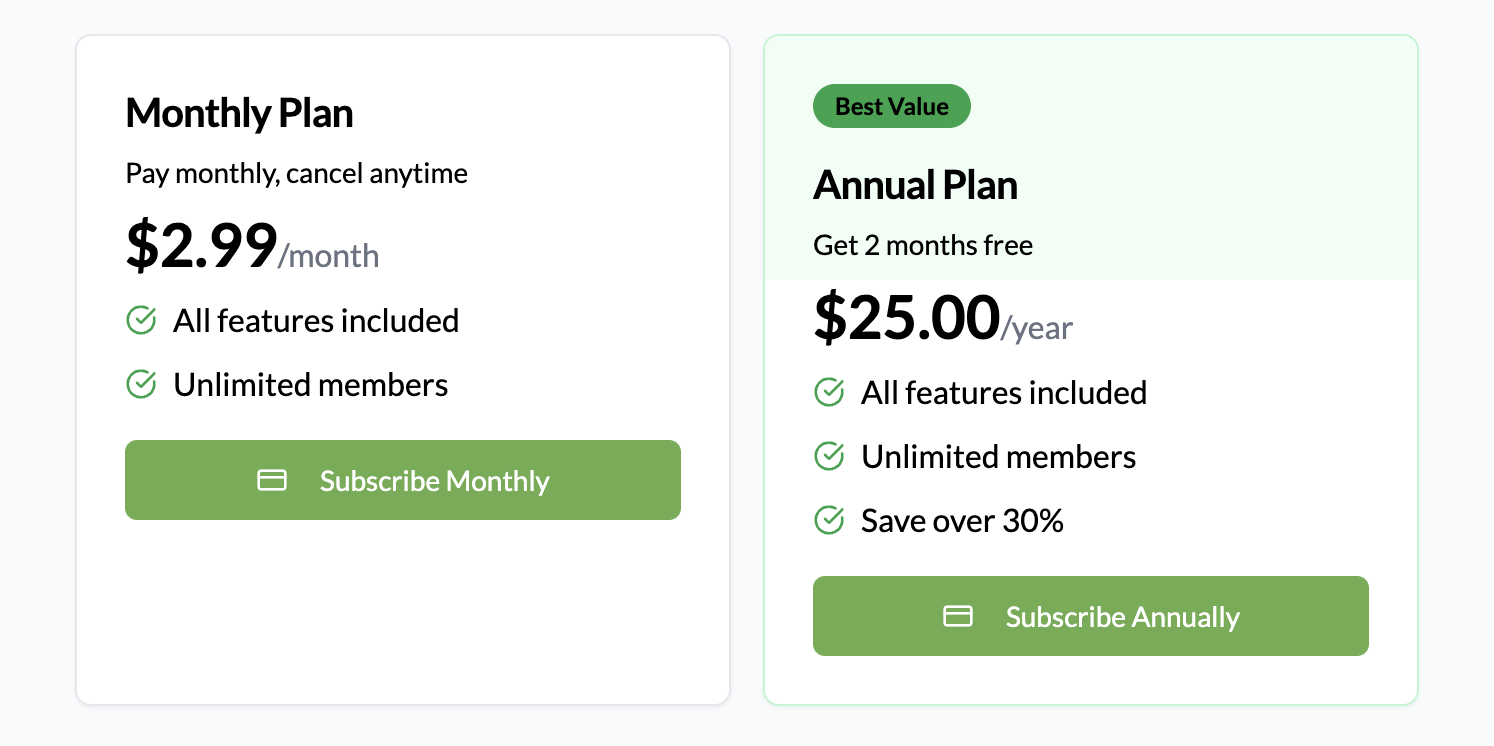 Monthly Plan
Pay monthly, cancel anytime
$2.99/month
All features included
Unlimited members
Subscribe Monthly
Best Value
Annual Plan
Get 2 months free
$25.00/year
All features included
Unlimited members
Save over 30%
Subscribe Annually